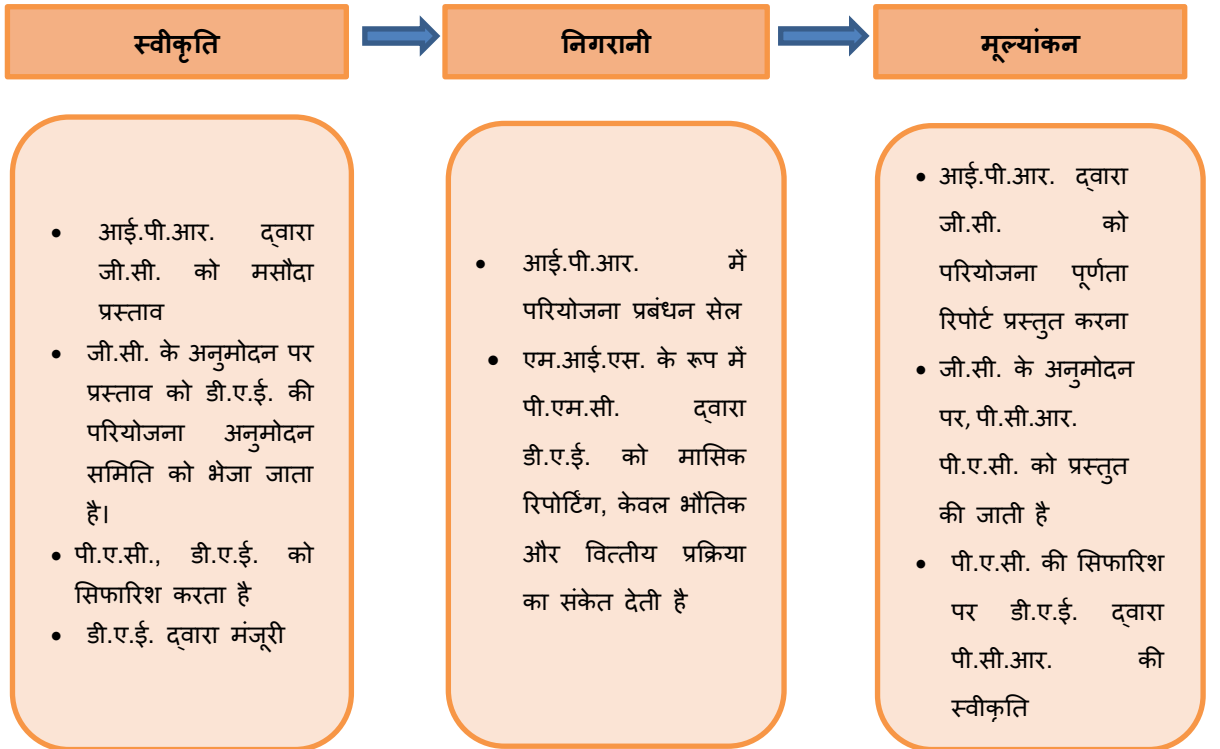 स्वीकृति
निगरानी
मूल्यांकन
• आई.पी.आर. द्वारा
जी.सी. को मसौदा
प्रस्ताव
• जी.सी. के अनुमोदन पर
प्रस्ताव को डी.ए.ई. की
परियोजना अनुमोदन
समिति को भेजा जाता
है।
• पी.ए.सी., डी.ए.ई. को
सिफारिश करता है
• डी.ए.ई. द्वारा मंजूरी
• आई.पी.आर. में
परियोजना प्रबंधन सेल
• एम.आई.एस. के रूप में
पी.एम.सी. द्वारा
डी.ए.ई. को मासिक
रिपोर्टिंग, केवल भौतिक
और वित्तीय प्रक्रिया
का संकेत देती है
• आई.पी.आर. द्वारा
जी.सी. को
परियोजना पूर्णता
रिपोर्ट प्रस्तुत करना
• जी.सी. के अनुमोदन
पर, पी.सी.आर.
पी.ए.सी. को प्रस्तुत
की जाती है
• पी.ए.सी. की सिफारिश
पर डी.ए.ई. द्वारा
पी.सी.आर. की
स्वीकृति